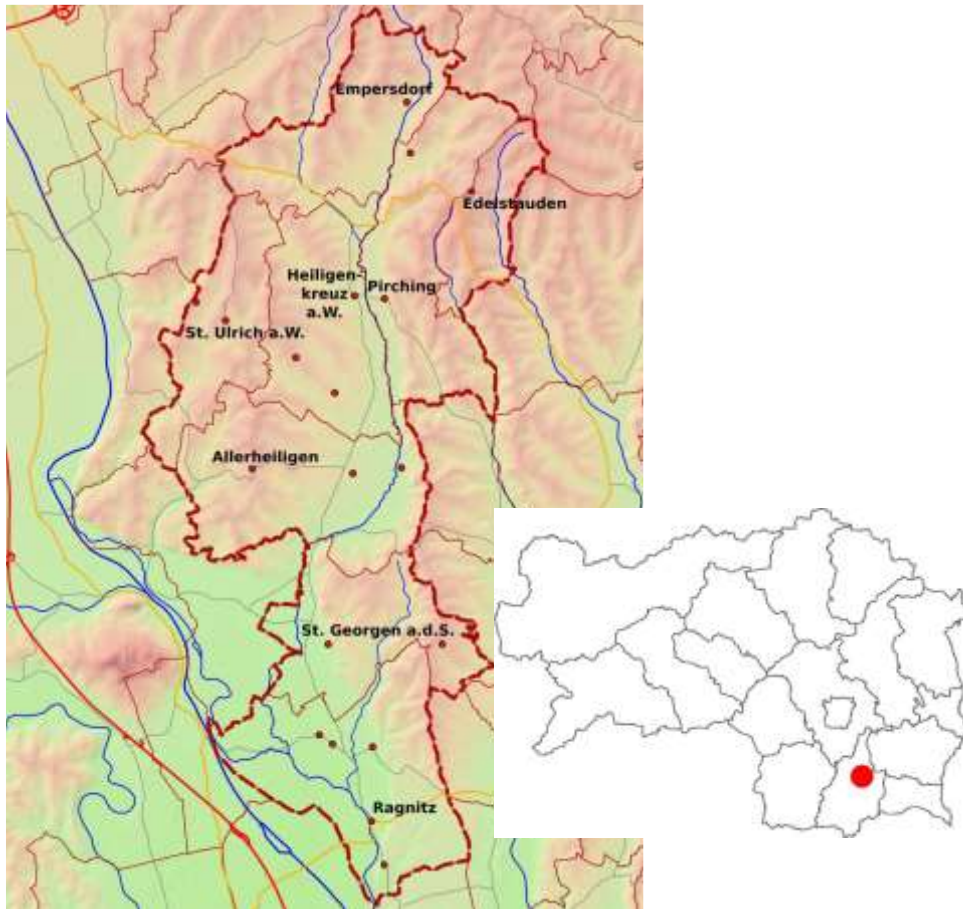 Empersdorf
Edelstauden
Heiligen-
kreuz
a.W.
Pirching
St. Ulrich a.W.
Allerheiligen
St. Georgen a.d.S.
Ragnitz